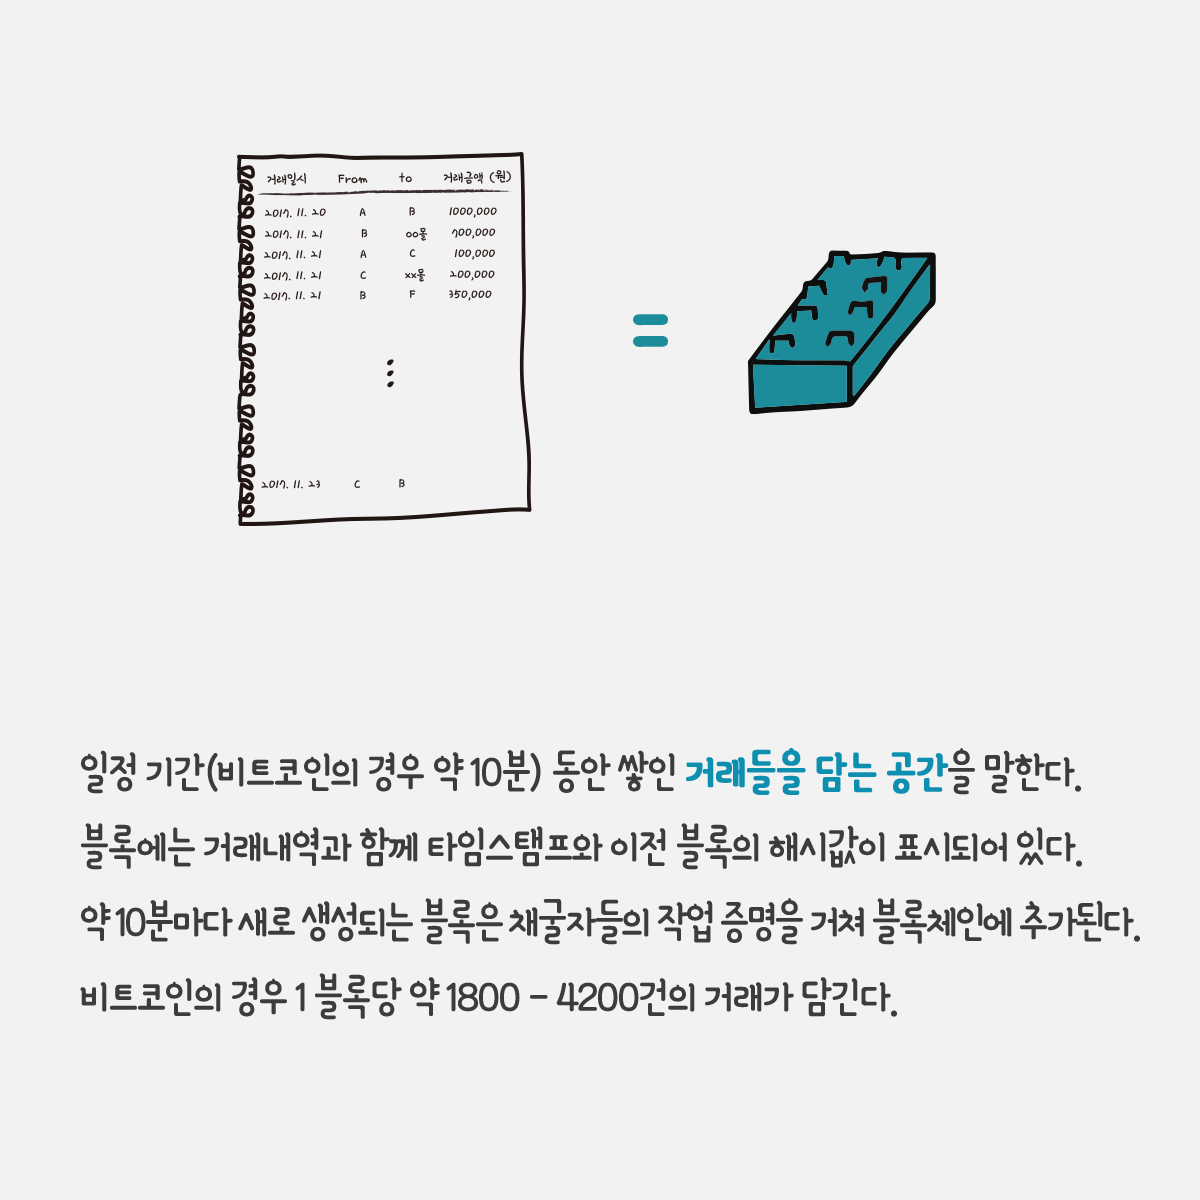 거래일시 From to 거래금액 (원)
2017. 11. 20 A B 1000,000
2017. 11. 21 B oo몰 700,000
2017. 11. 21 A C 100,000
2017. 11. 21 C xx몰 200,000
2017. 11. 21 B F 350,000
2017. 11. 23 C B
일정 기간(비트코인의 경우 약 10분) 동안 쌓인 거래들을 담는 공간을 말한다.
블록에는 거래내역과 함께 타임스탬프와 이전 블록의 해시값이 표시되어 있다.
약 10분마다 새로 생성되는 블록은 채굴자들의 작업 증명을 거쳐 블록체인에 추가된다.
비트코인의 경우 1 블록당 약 1800 - 4200건의 거래가 담긴다.